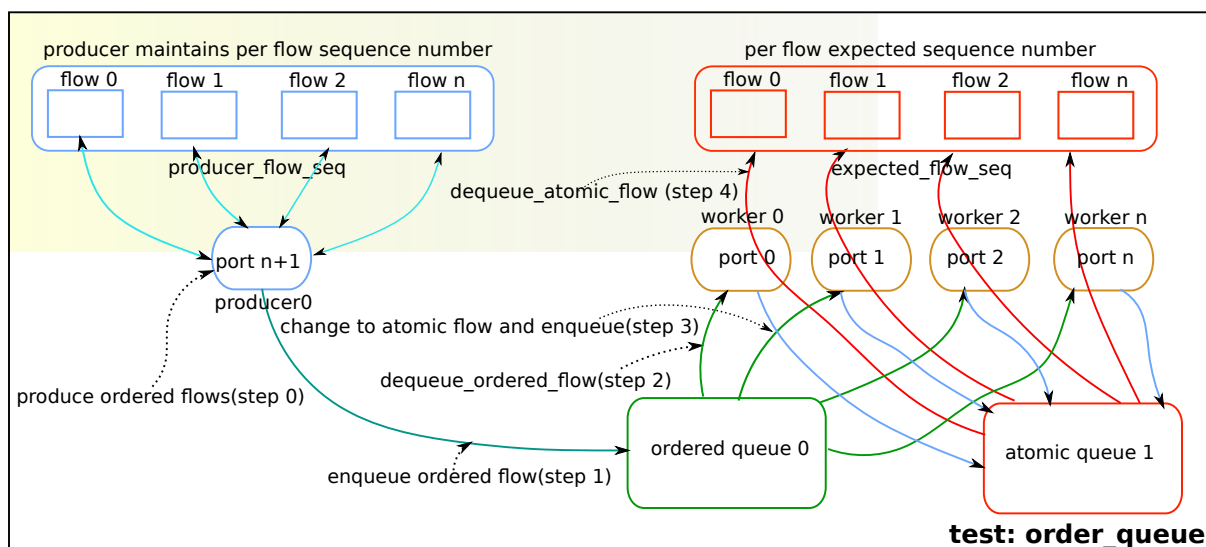 producer maintains per flow sequence number
flow 0
flow 1
flow 2
flow n
producer_flow_seq
per flow expected sequence number
flow 0
flow 1
flow 2
flow n
expected_flow_seq
dequeue_atomic_flow (step 4)
worker 0
worker 1
worker 2
worker n
port 0
port 1
port 2
port n
port n+1
producer0
change to atomic flow and enqueue(step 3)
dequeue_ordered_flow(step 2)
produce ordered flows(step 0)
ordered queue 0
atomic queue 1
enqueue ordered flow(step 1)
test: order_queue